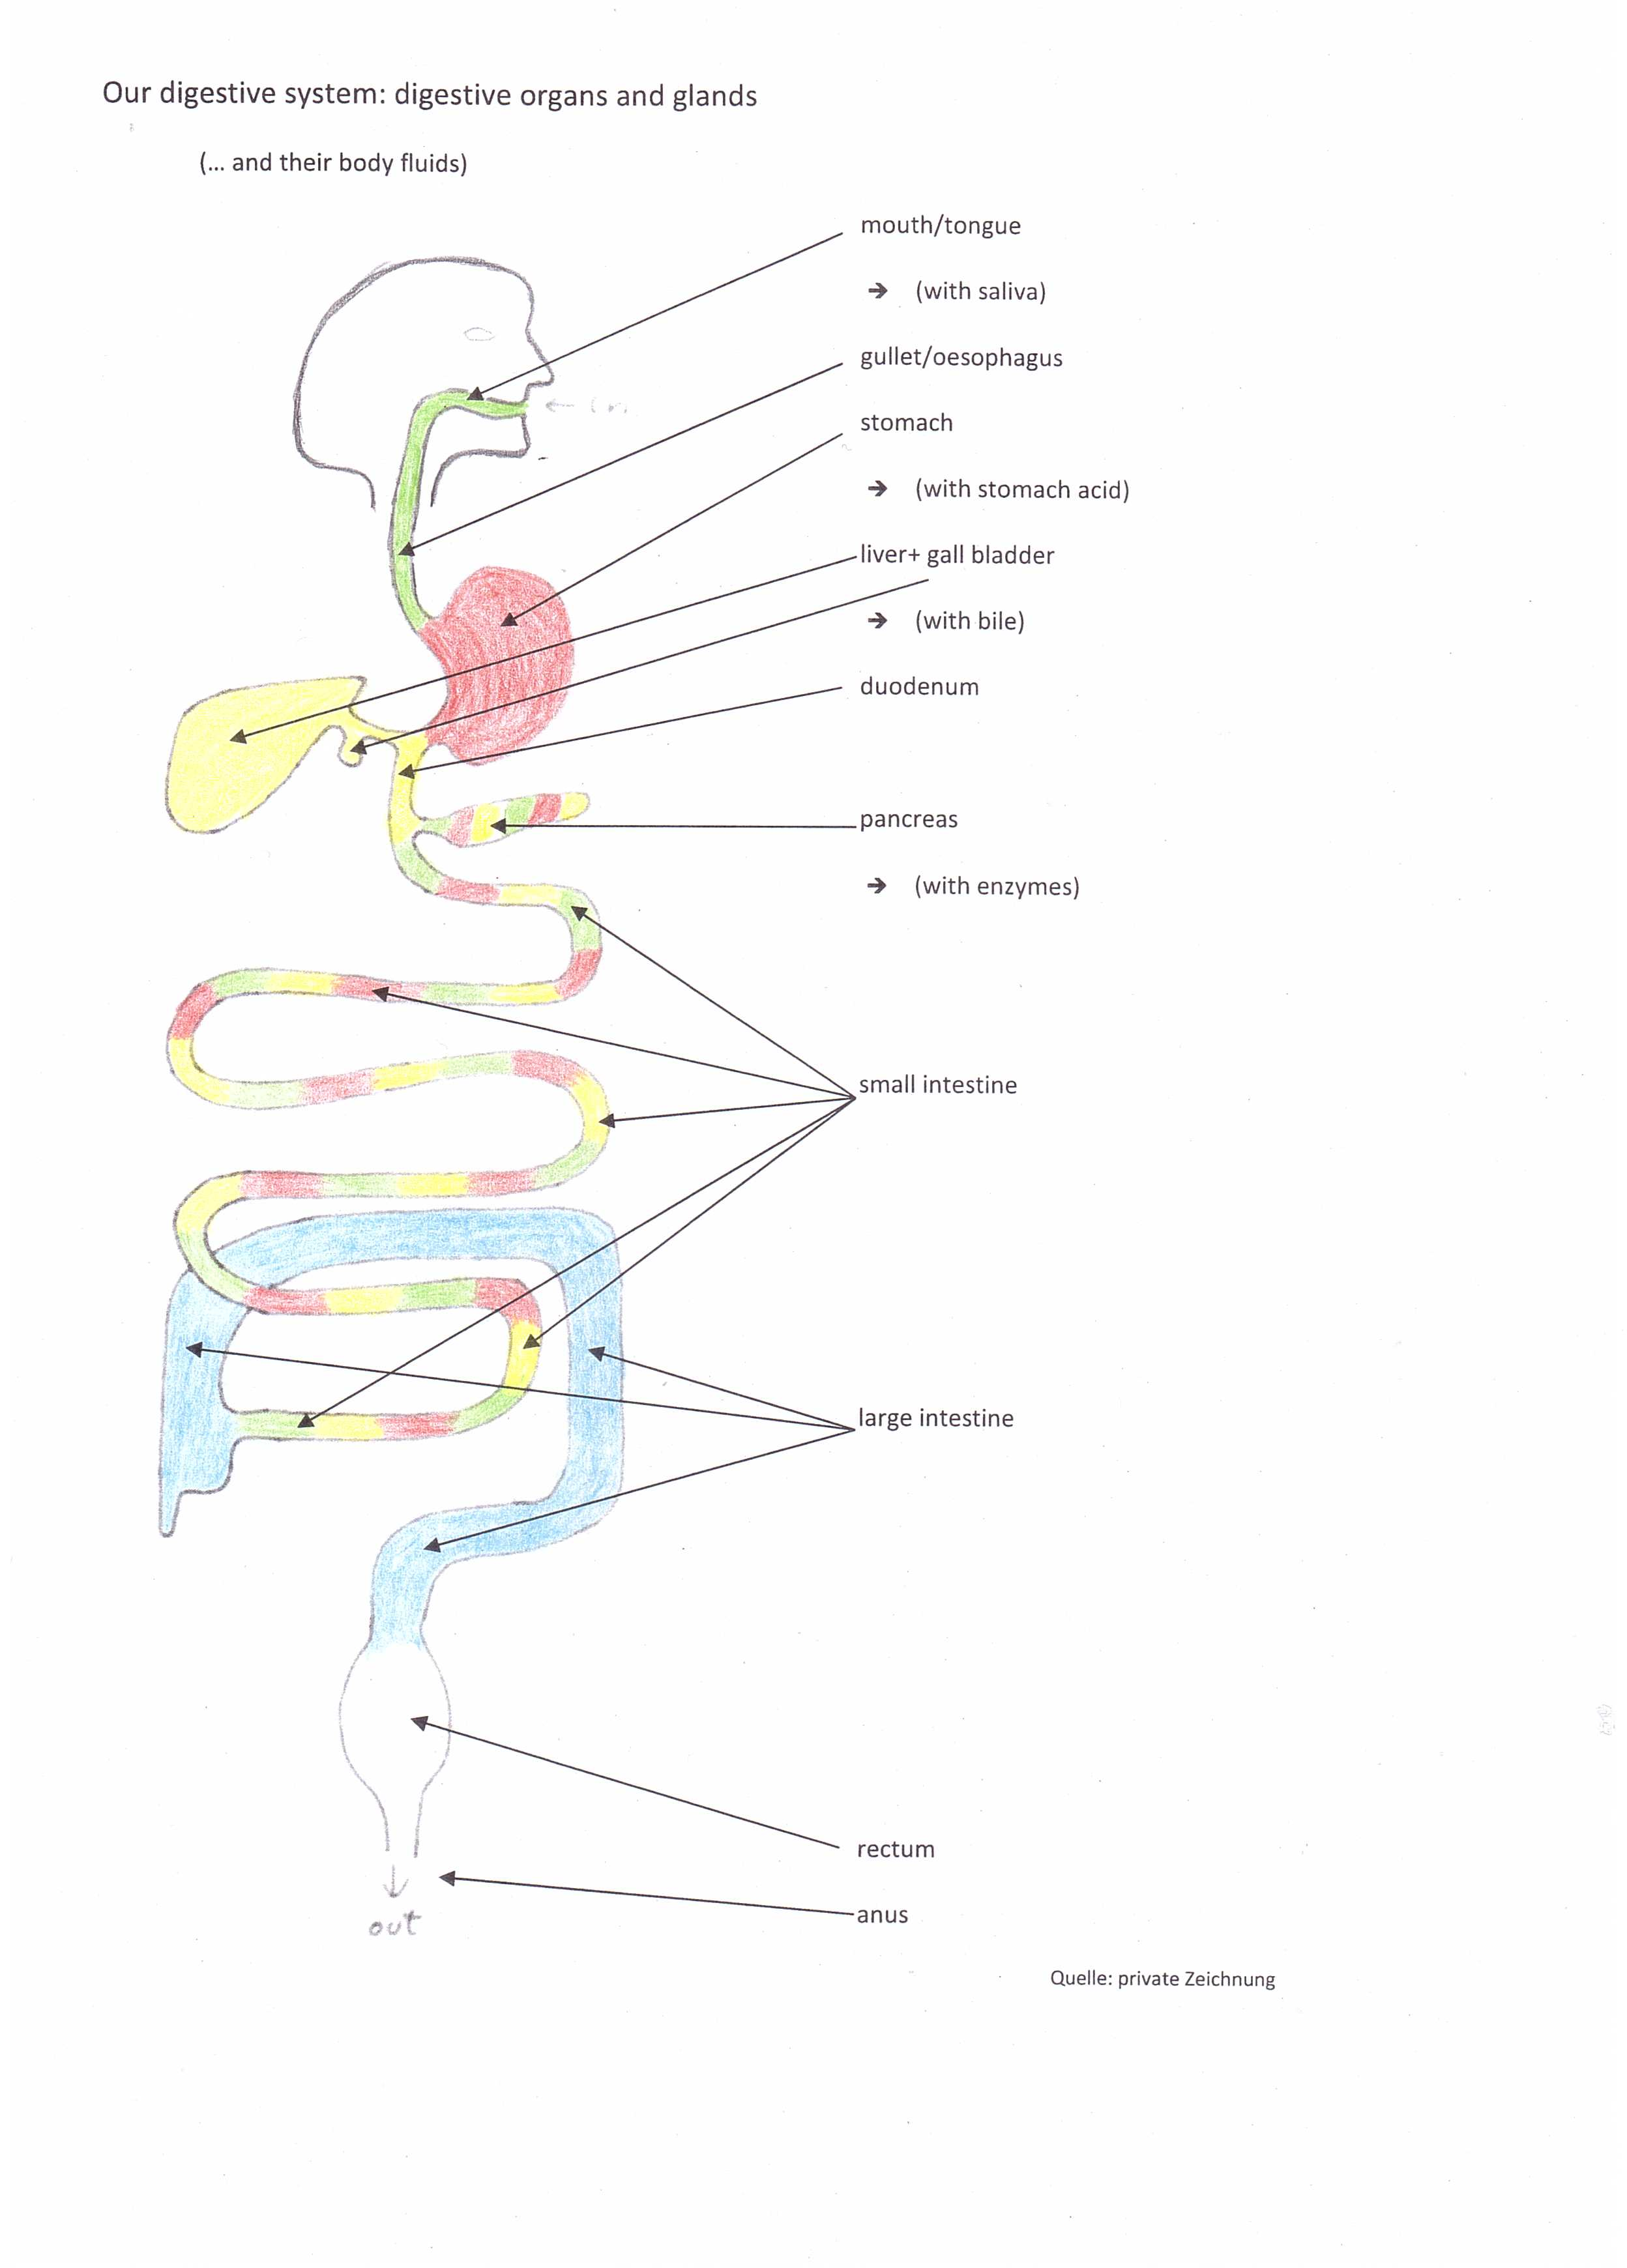 Our digestive system: digestive organs and glands
(... and their body fluids)
mouth/tongue
➔ (with saliva)
gullet/oesophagus
stomach
➔ (with stomach acid)
liver+ gall bladder
➔ (with bile)
duodenum
pancreas
➔ (with enzymes)
small intestine
large intestine
rectum
anus
out
Quelle: private Zeichnung